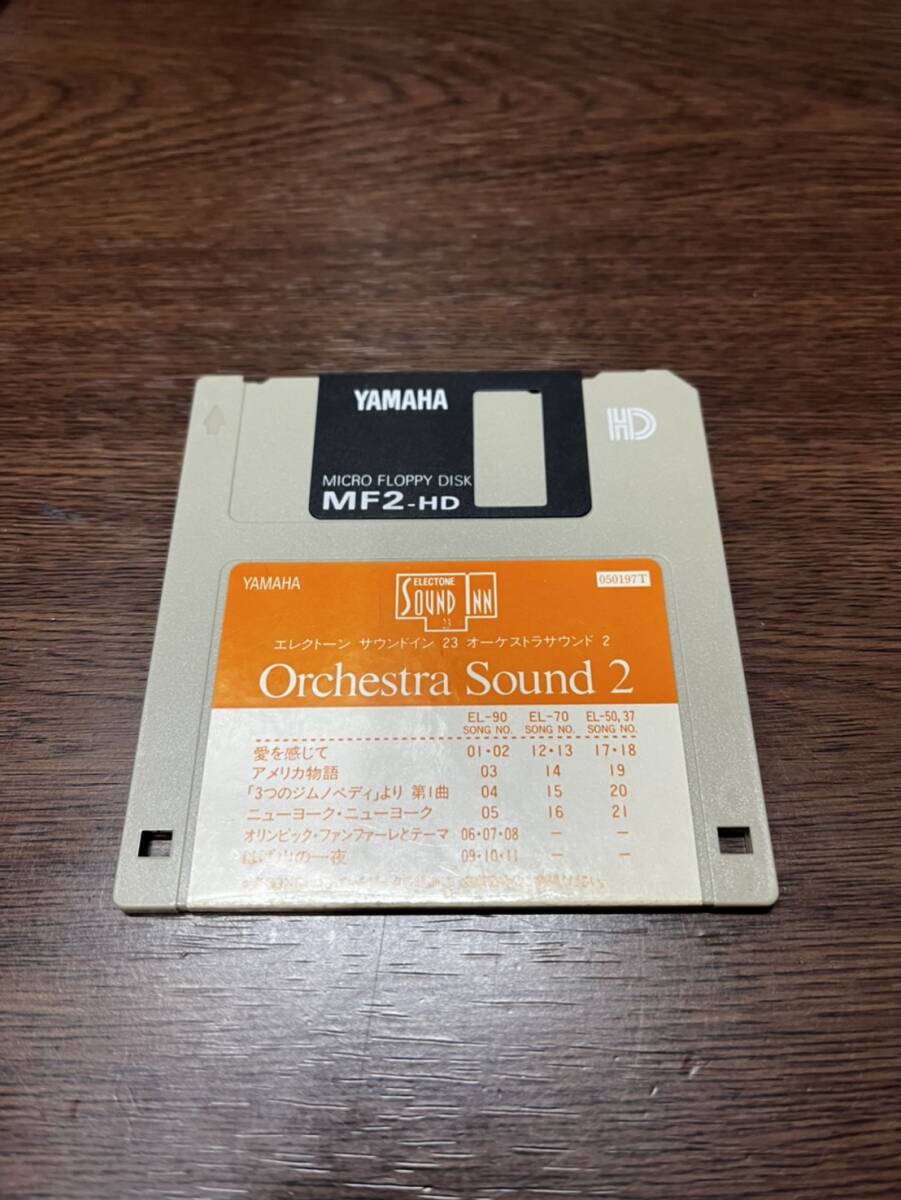 YAMAHA
HD
MICRO FLOPPY DISK
MF2-HD
YAMAHA
ELECTONE
SOUND INN
23
050197T
エレクトーン サウンドイン 23 オーケストラサウンド 2
Orchestra Sound 2
EL-90 EL-70 EL-50, 37
SONG NO. SONG NO. SONG NO.
愛を感じて 01・02 12・13 17・18
アメリカ物語 03 14 19
「3つのジムノペディ」より 第1曲 04 15 20
ニューヨーク・ニューヨーク 05 16 21
オリンピック・ファンファーレとテーマ 06・07・08 – –
はげ山の一夜 09・10・11 – –